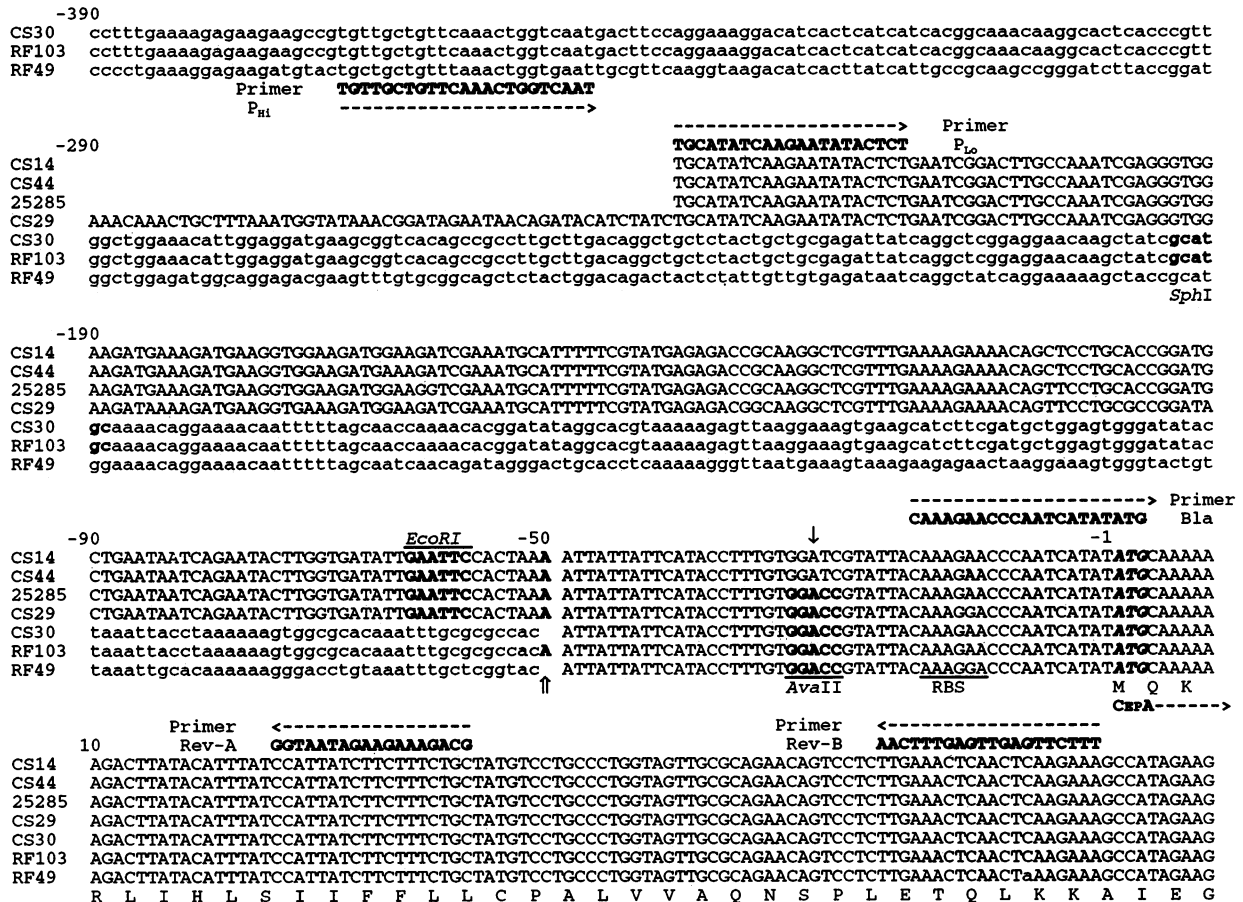 -390
CS30 cctttgaaaagagaagaagccgtgttgctgttcaaactggtcaatgacttccaggaaaggacatcactcatcatcacggcaaacaaggcactcacccgtt
RF103 cctttgaaaagagaagaagccgtgttgctgttcaaactggtcaatgacttccaggaaaggacatcactcatcatcacggcaaacaaggcactcacccgtt
RF49 cccctgaaaggagaagatgtactgctgctgtttaaactggtgaattgcgttcaaggtaagacatcacttatcattgccgcaagccgggatcttaccggat
Primer TGTTGCTGTTCAAACTGGTCAAT
PHi ---------------------->
---------------------> Primer
-290 TGCATATCAAGAATATACTCT PLo
CS14 TGCATATCAAGAATATACTCTGAATCGGACTTGCCAAATCGAGGGTGG
CS44 TGCATATCAAGAATATACTCTGAATCGGACTTGCCAAATCGAGGGTGG
25285 TGCATATCAAGAATATACTCTGAATCGGACTTGCCAAATCGAGGGTGG
CS29 AAACAAACTGCTTTAAATGGTATAAACGGATAGAATAACAGATACATCTATCTGCATATCAAGAATATACTCTGAATCGGACTTGCCAAATCGAGGGTGG
CS30 ggctggaaacattggaggatgaagcggtcacagccgccttgcttgacaggctgctctactgctgcgagattatcaggctcggaggaacaagctatcgcat
RF103 ggctggaaacattggaggatgaagcggtcacagccgccttgcttgacaggctgctctactgctgcgagattatcaggctcggaggaacaagctatcgcat
RF49 ggctggagatggcaggagacgaagtttgtgcggcagctctactggacagactactctattgttgtgagataatcaggctatcaggaaaaagctaccgcat
SphI
-190
CS14 AAGATGAAAGATGAAGGTGGAAGATGGAAGATCGAAATGCATTTTTCGTATGAGAGACCGCAAGGCTCGTTTGAAAAGAAAACAGCTCCTGCACCGGATG
CS44 AAGATGAAAGATGAAGGTGGAAGATGAAAGATCGAAATGCATTTTTCGTATGAGAGACCGCAAGGCTCGTTTGAAAAGAAAACAGCTCCTGCACCGGATG
25285 AAGATGAAAGATGAAGGTGGAAGATGGAAGGTCGAAATGCATTTTTCGTATGAGAGACCGCAAGGCTCGTTTGAAAAGAAAACAGTTCCTGCACCGGATG
CS29 AAGATAAAAGATGAAGGTGAAAGATGGAAGATCGAAATGCATTTTTCGTATGAGAGACGGCAAGGCTCGTTTGAAAAGAAAACAGTTCCTGCGCCGGATA
CS30 gcaaaacaggaaaacaatttttagcaaccaaaacacggatataggcacgtaaaaagagttaaggaaagtgaagcatcttcgatgctggagtgggatatac
RF103 gcaaaacaggaaaacaatttttagcaaccaaaacacggatataggcacgtaaaaagagttaaggaaagtgaagcatcttcgatgctggagtgggatatac
RF49 ggaaaacaggaaaacaatttttagcaatcaacagatagggactgcacctcaaaaagggttaatgaaagtaaagaagagaactaaggaaagtgggtactgt
---------------------> Primer
CAAAGAACCCAATCATATATG Bla
-90 EcoRI -50 ↓ -1
CS14 CTGAATAATCAGAATACTTGGTGATATTGAATTCCACTAAA ATTATTATTCATACCTTTGTGGATCGTATTACAAAGAACCCAATCATATATGCAAAAA
CS44 CTGAATAATCAGAATACTTGGTGATATTGAATTCCACTAAA ATTATTATTCATACCTTTGTGGATCGTATTACAAAGAACCCAATCATATATGCAAAAA
25285 CTGAATAATCAGAATACTTGGTGATATTGAATTCCACTAAA ATTATTATTCATACCTTTGTGGACCGTATTACAAAGAACCCAATCATATATGCAAAAA
CS29 CTGAATAATCAGAATACTTGGTGATATTGAATTCCACTAAA ATTATTATTCATACCTTTGTGGACCGTATTACAAAGGACCCAATCATATATGCAAAAA
CS30 taaattacctaaaaaaagtggcgcacaaatttgcgcgccac ATTATTATTCATACCTTTGTGGACCGTATTACAAAGAACCCAATCATATATGCAAAAA
RF103 taaattacctaaaaaaagtggcgcacaaatttgcgcgccacA ATTATTATTCATACCTTTGTGGACCGTATTACAAAGAACCCAATCATATATGCAAAAA
RF49 taaattgcacaaaaaaagggacctgtaaatttgctcggtac ATTATTATTCATACCTTTGTGGACCGTATTACAAAGGACCCAATCATATATGCAAAAA
⇑ AvaII RBS M Q K
CEPA------>
Primer <------------------ Primer <--------------------
10 Rev-A GGTAATAGAAGAAAGACG Rev-B AACTTTGAGTTGAGTTCTTT
CS14 AGACTTATACATTTATCCATTATCTTCTTTCTGCTATGTCCTGCCCTGGTAGTTGCGCAGAACAGTCCTCTTGAAACTCAACTCAAGAAAGCCATAGAAG
CS44 AGACTTATACATTTATCCATTATCTTCTTTCTGCTATGTCCTGCCCTGGTAGTTGCGCAGAACAGTCCTCTTGAAACTCAACTCAAGAAAGCCATAGAAG
25285 AGACTTATACATTTATCCATTATCTTCTTTCTGCTATGTCCTGCCCTGGTAGTTGCGCAGAACAGTCCTCTTGAAACTCAACTCAAGAAAGCCATAGAAG
CS29 AGACTTATACATTTATCCATTATCTTCTTTCTGCTATGTCCTGCCCTGGTAGTTGCGCAGAACAGTCCTCTTGAAACTCAACTCAAGAAAGCCATAGAAG
CS30 AGACTTATACATTTATCCATTATCTTCTTTCTGCTATGTCCTGCCCTGGTAGTTGCGCAGAACAGTCCTCTTGAAACTCAACTCAAGAAAGCCATAGAAG
RF103 AGACTTATACATTTATCCATTATCTTCTTTCTGCTATGTCCTGCCCTGGTAGTTGCGCAGAACAGTCCTCTTGAAACTCAACTCAAGAAAGCCATAGAAG
RF49 AGACTTATACATTTATCCATTATCTTCTTTCTGCTATGTCCTGCCCTGGTAGTTGCGCAGAACAGTCCTCTTGAAACTCAACTaAAGAAAGCCATAGAAG
R L I H L S I I F F L L C P A L V V A Q N S P L E T Q L K K A I E G